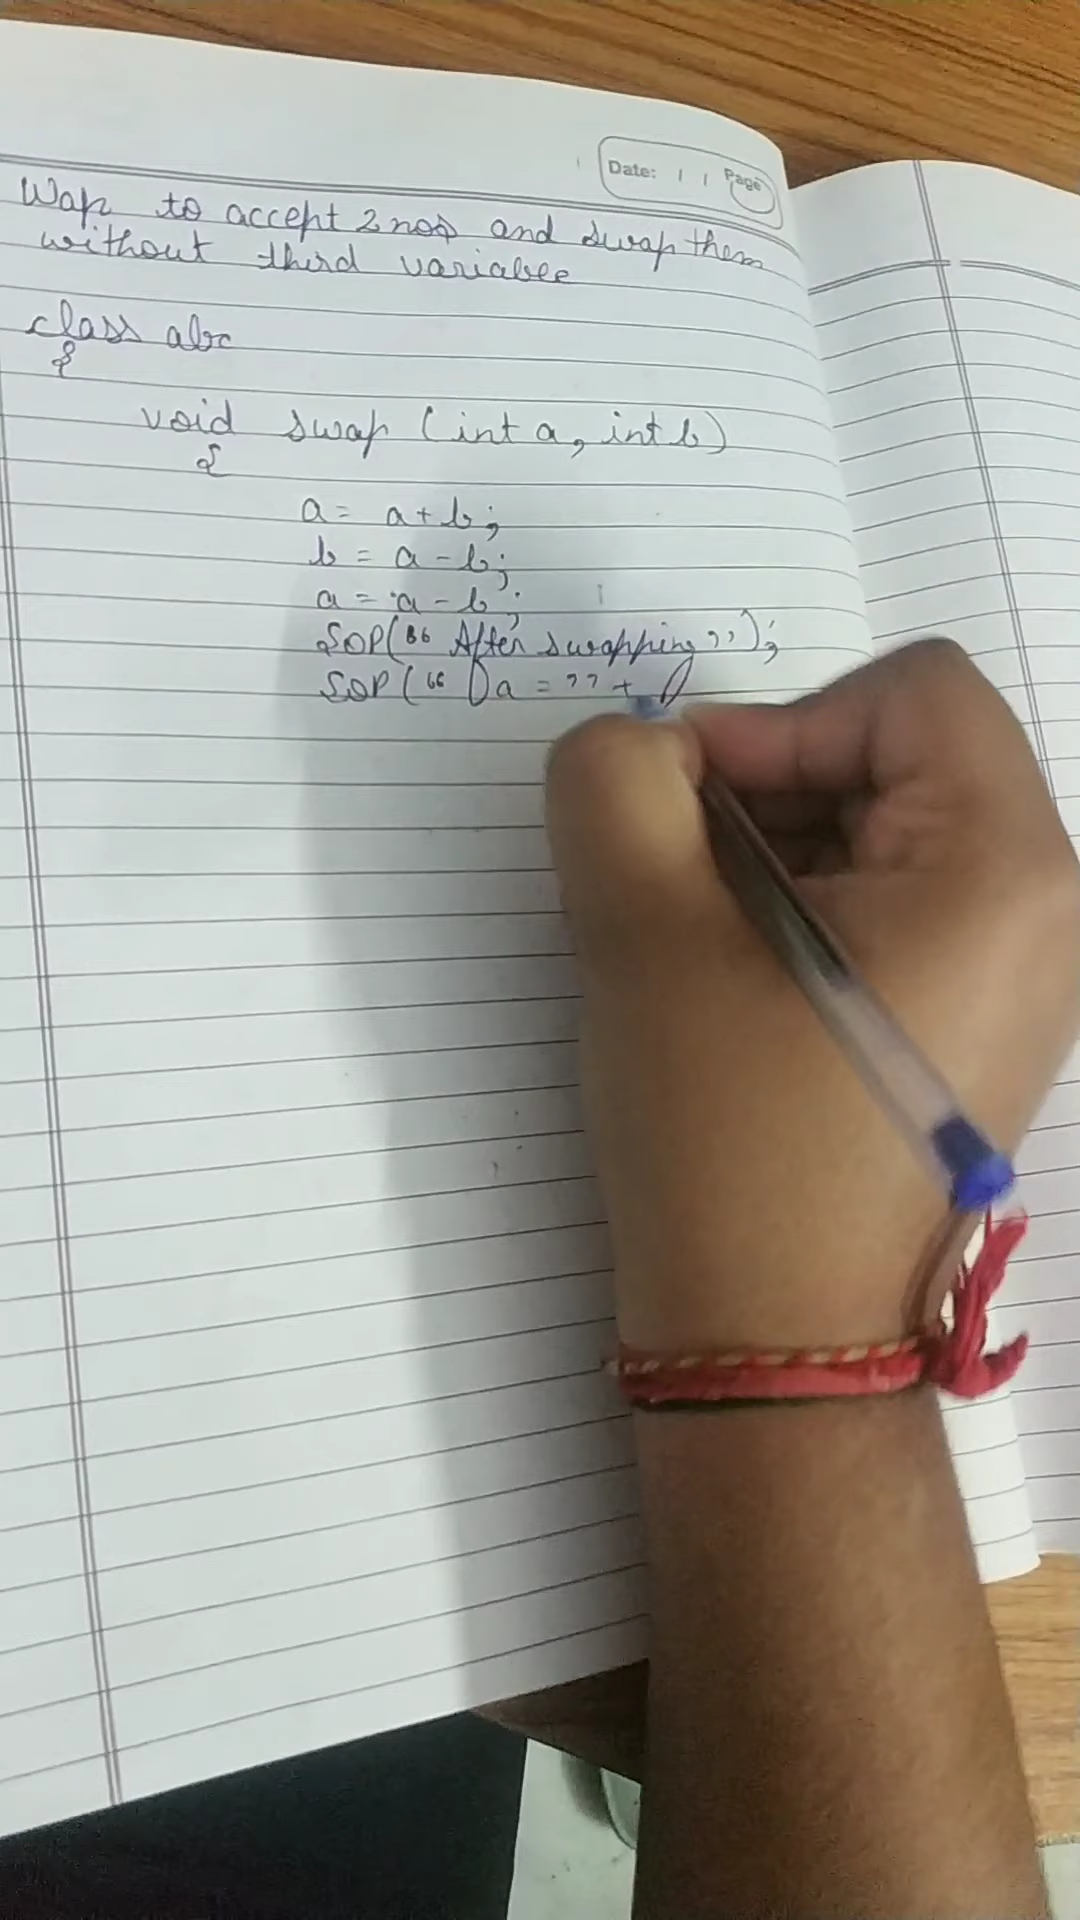 Date: / / Page
Wap to accept 2 nos and swap them
without third variable
class abc
{
void swap (int a, int b)
{
a = a + b;
b = a - b;
a = a - b;
SOP(“ After swapping ”);
SOP (“ a = ” +